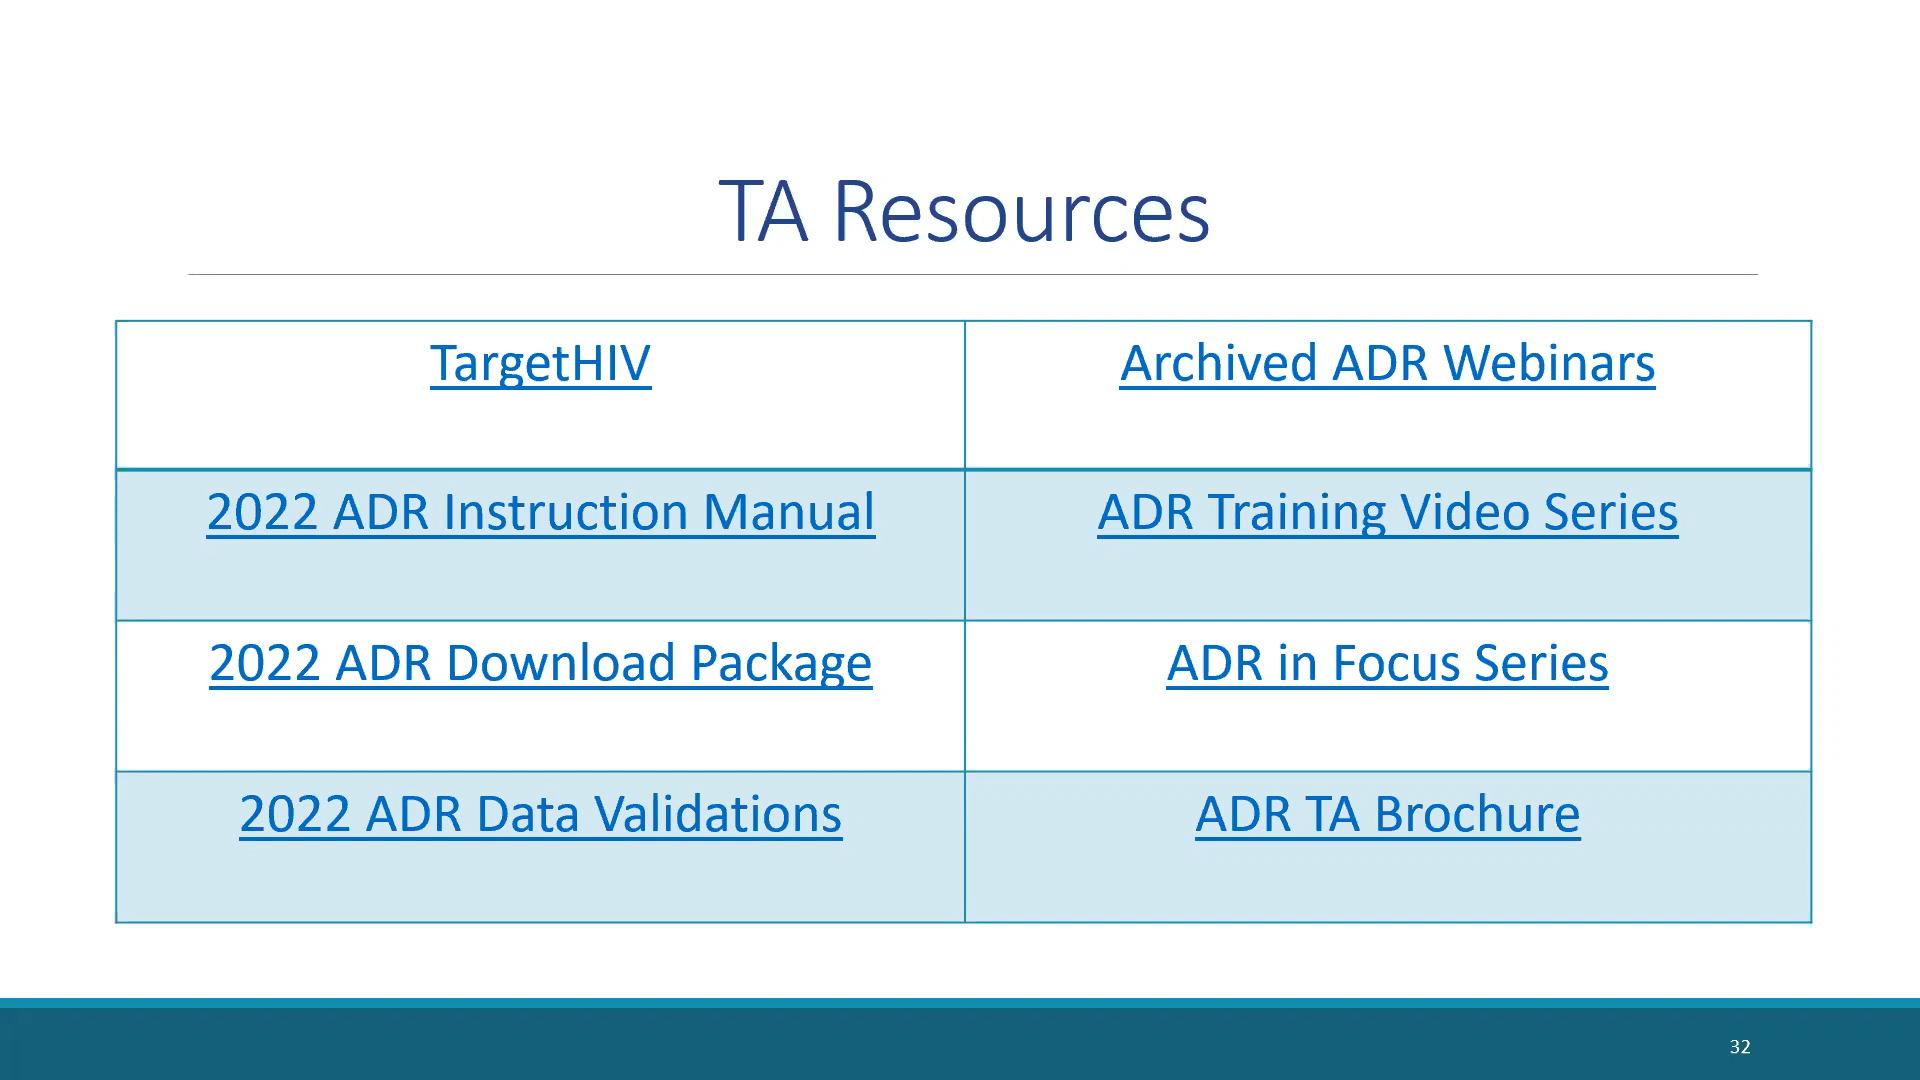 TA Resources
TargetHIV
Archived ADR Webinars
2022 ADR Instruction Manual
ADR Training Video Series
2022 ADR Download Package
ADR in Focus Series
2022 ADR Data Validations
ADR TA Brochure
32